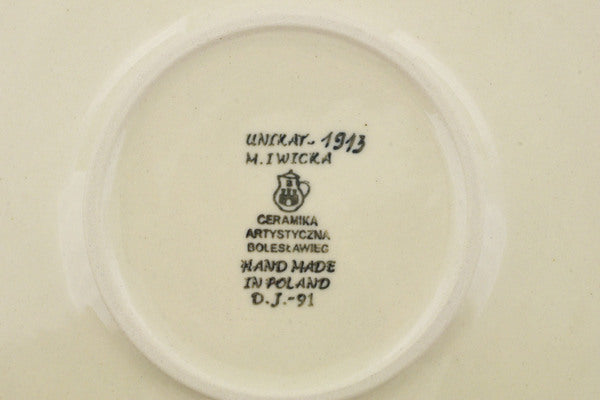 UNIKAT- 1913
M.IWICKA
CERAMIKA
ARTYSTYCZNA
BOLESŁAWIEC
HAND MADE
IN POLAND
D.J.-91